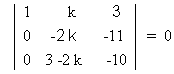 | 1 k 3 |
| 0 -2 k -11 | = 0
| 0 3 -2 k -10 |